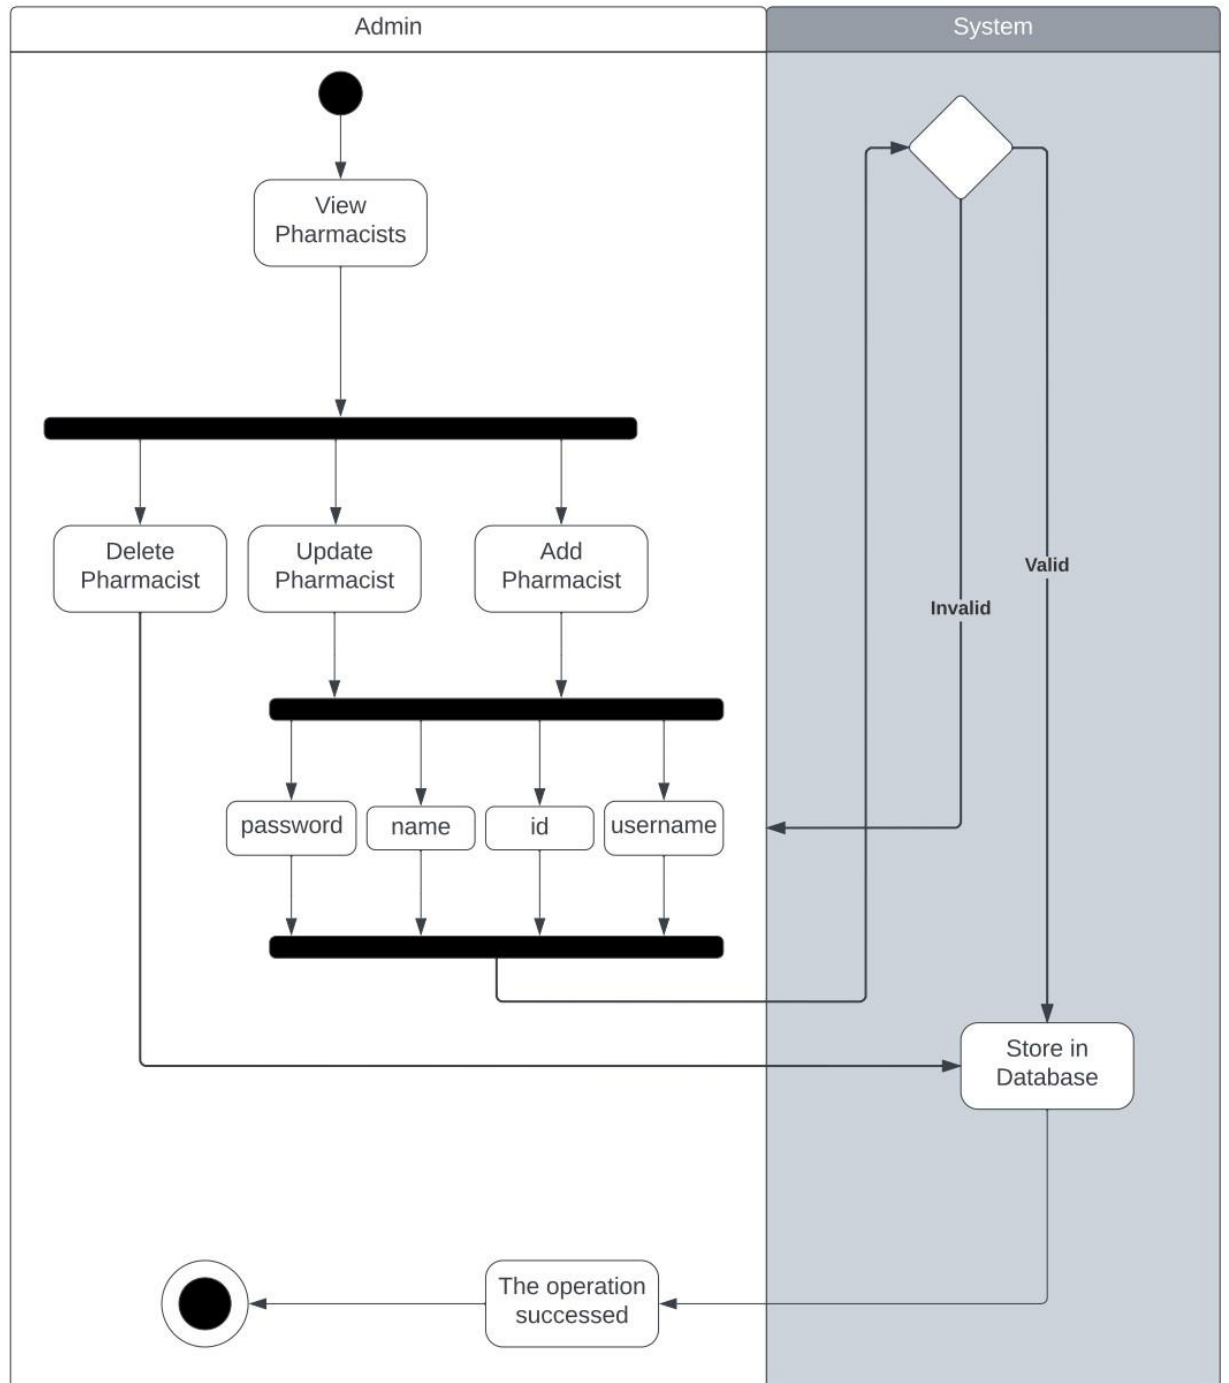 Admin
System
View
Pharmacists
Delete
Pharmacist
Update
Pharmacist
Add
Pharmacist
Valid
Invalid
password
name
id
username
Store in
Database
The operation
successed